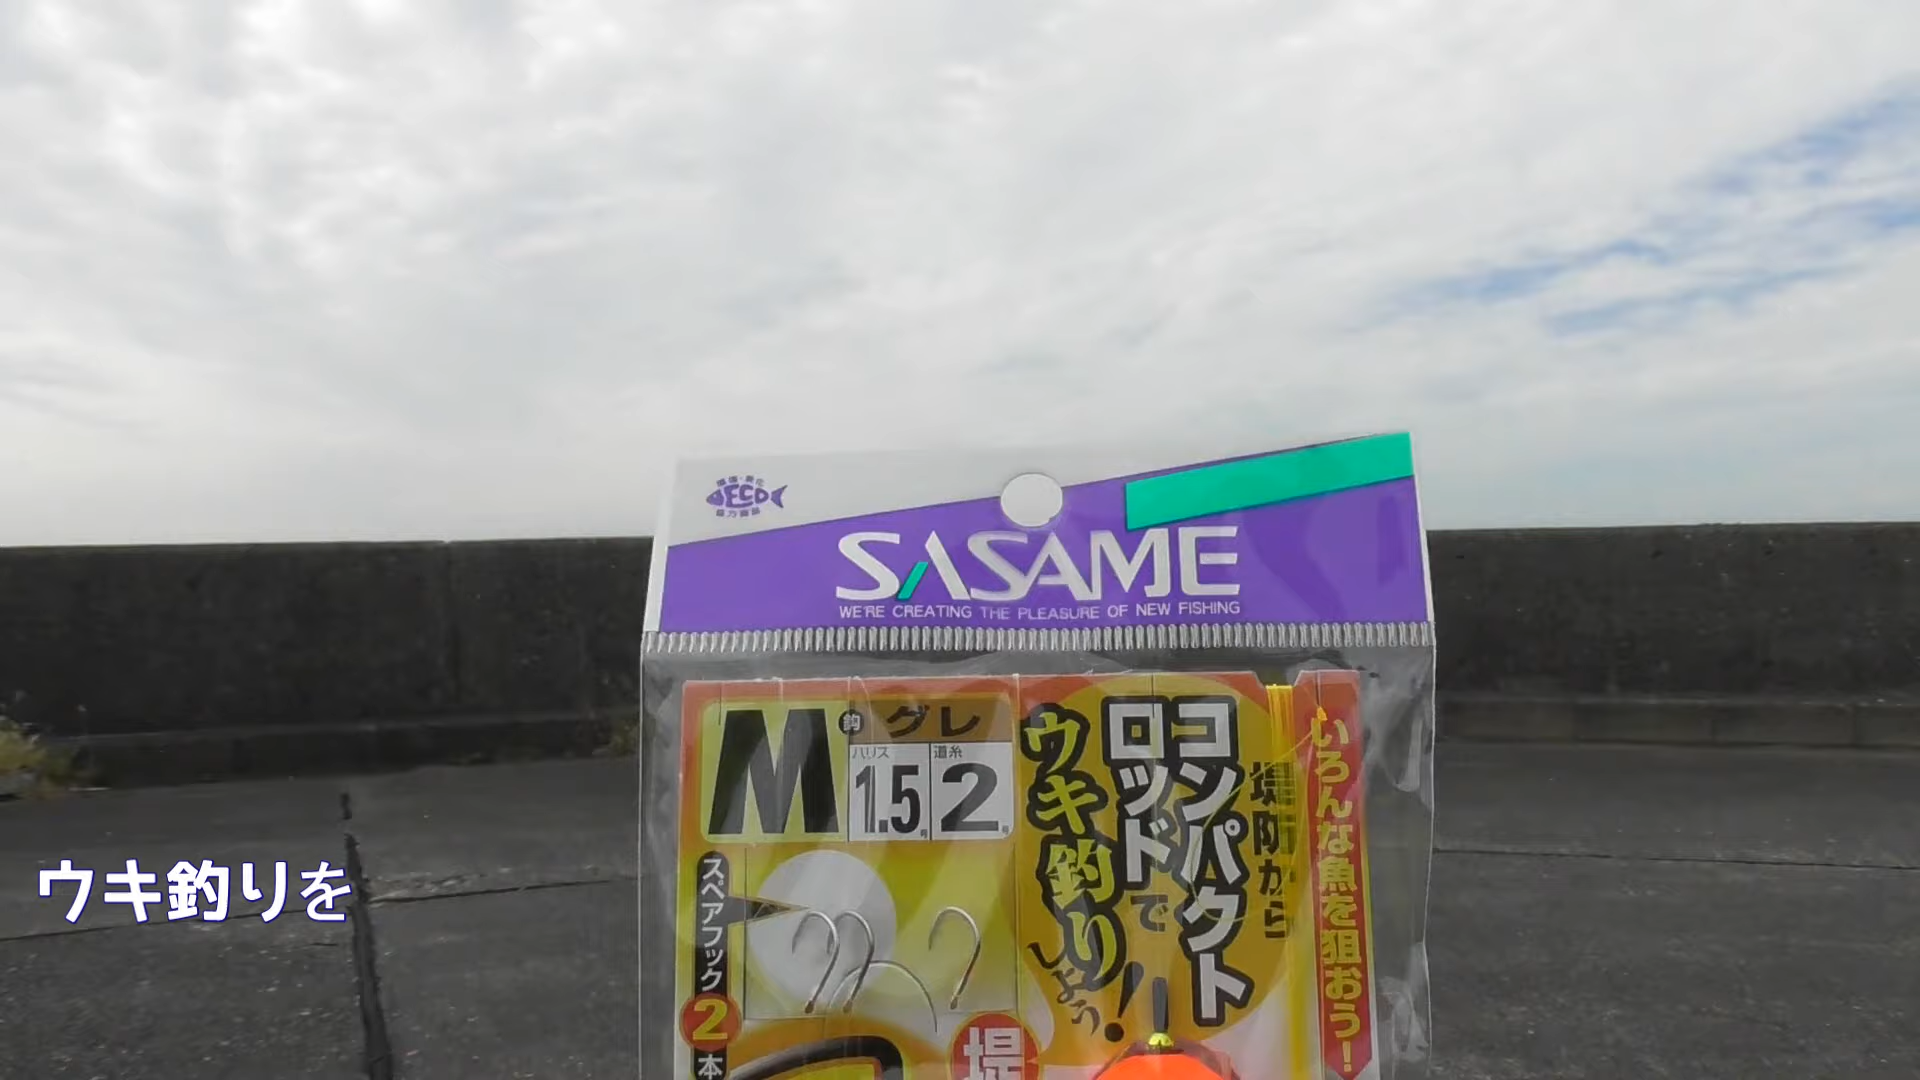 ECO
SASAME
WE'RE CREATING THE PLEASURE OF NEW FISHING
M
鈎
グレ
ハリス
1.5号
道糸
2号
堤防から
コンパクト
ロッドで
ウキ釣り
しよう!
いろんな魚を狙おう!
スペアフック
2
本
堤
ウキ釣りを